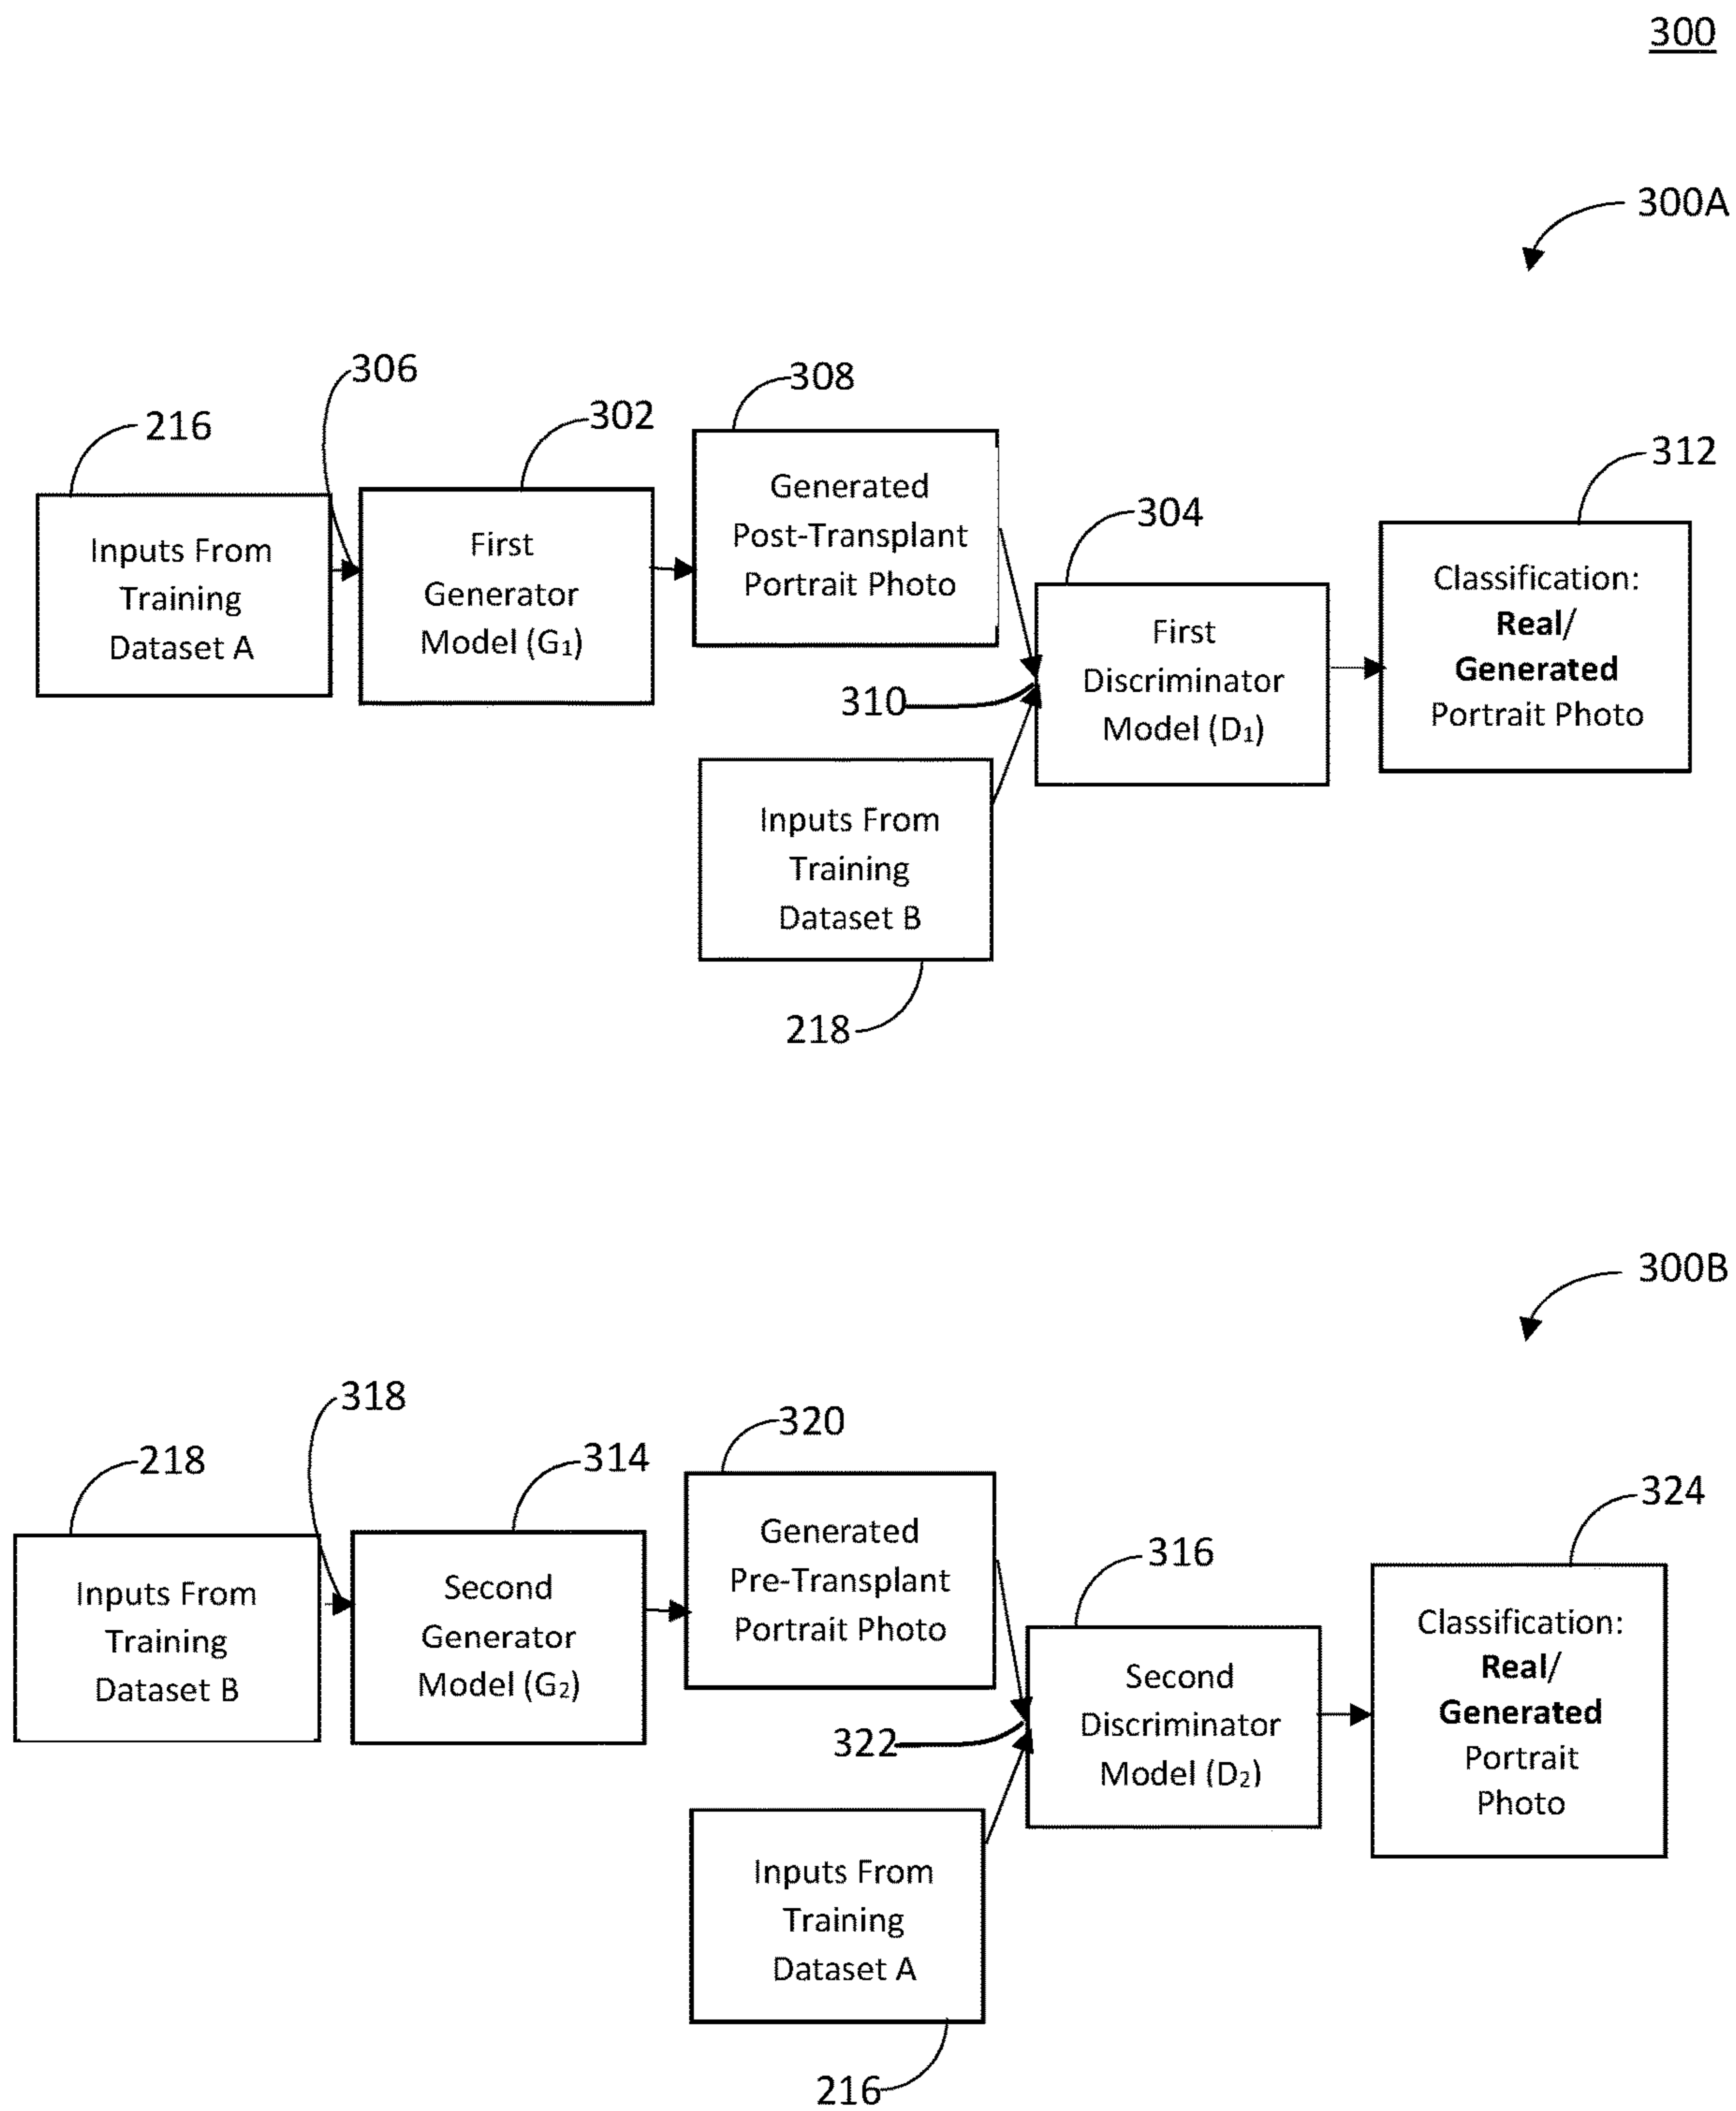 300
300A
306
308
302
216
312
304
Inputs From
Training
Dataset A
First
Generator
Model (G₁)
Generated
Post-Transplant
Portrait Photo
First
Discriminator
Model (D₁)
Classification:
Real/
Generated
Portrait Photo
310
Inputs From
Training
Dataset B
218
300B
318
320
218
314
324
316
Inputs From
Training
Dataset B
Second
Generator
Model (G₂)
Generated
Pre-Transplant
Portrait Photo
Second
Discriminator
Model (D₂)
Classification:
Real/
Generated
Portrait
Photo
322
Inputs From
Training
Dataset A
216